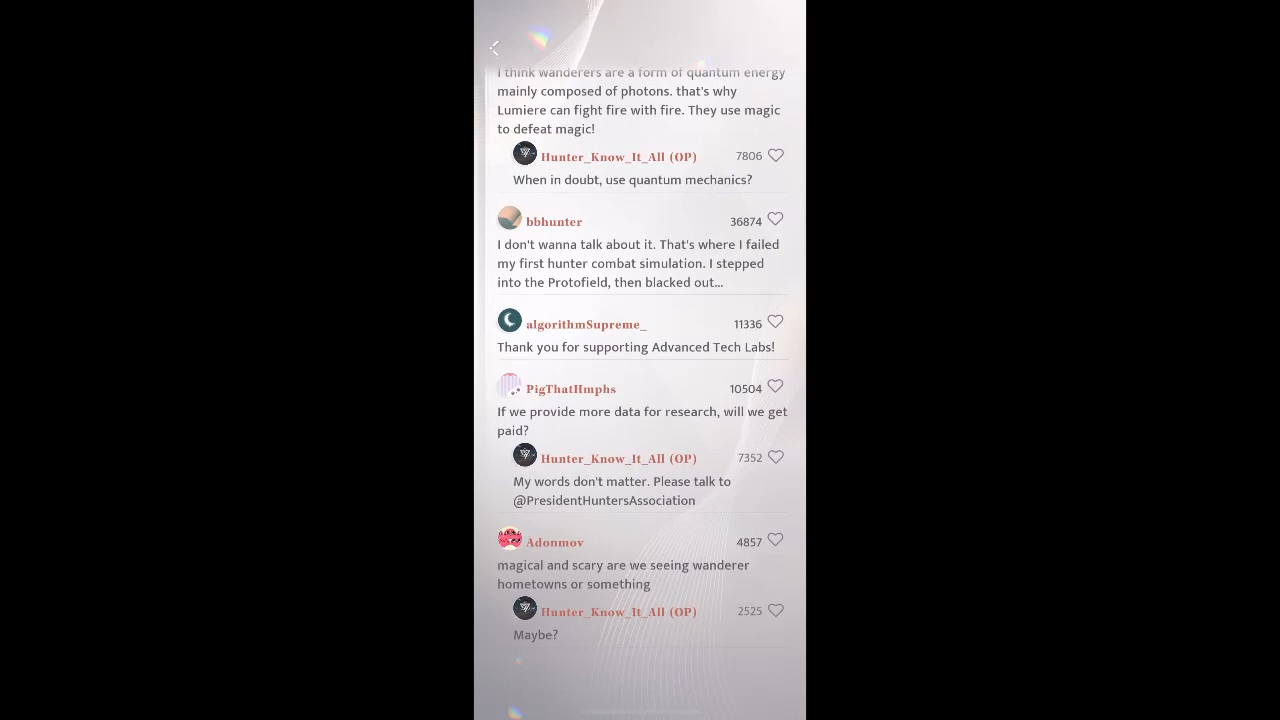 I think wanderers are a form of quantum energy
mainly composed of photons. that's why
Lumiere can fight fire with fire. They use magic
to defeat magic!
Hunter_Know_It_All (OP) 7806
When in doubt, use quantum mechanics?
bbhunter 36874
I don't wanna talk about it. That's where I failed
my first hunter combat simulation. I stepped
into the Protofield, then blacked out...
algorithmSupreme_ 11336
Thank you for supporting Advanced Tech Labs!
PigThatHmphs 10504
If we provide more data for research, will we get
paid?
Hunter_Know_It_All (OP) 7352
My words don't matter. Please talk to
@PresidentHuntersAssociation
Adonmov 4857
magical and scary are we seeing wanderer
hometowns or something
Hunter_Know_It_All (OP) 2525
Maybe?